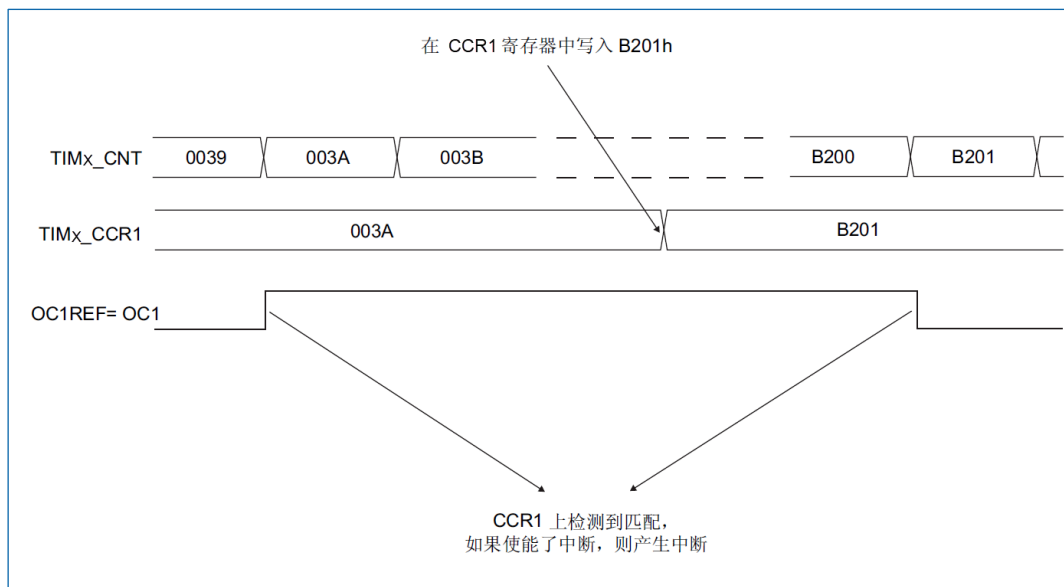 在 CCR1 寄存器中写入 B201h
TIMx_CNT 0039 003A 003B B200 B201
TIMx_CCR1 003A B201
OC1REF= OC1
CCR1 上检测到匹配，
如果使能了中断，则产生中断